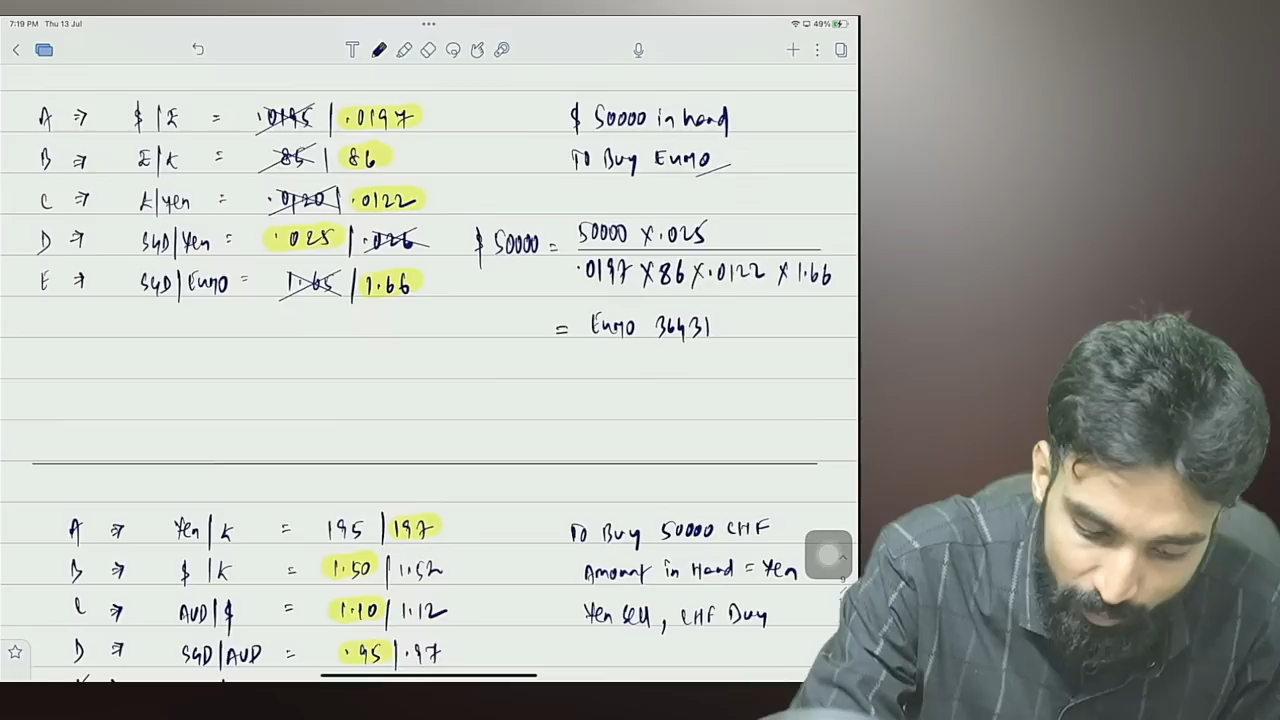 7:19 PM Thu 13 Jul
49%
A ⇒ $|£ = .0195 | .0197
$ 50000 in hand
B ⇒ £|K = 85 | 86
To Buy Euro
C ⇒ K|Yen = .0120 | .0122
D ⇒ SGD|Yen = .025 | .026
$ 50000 = 50000 × .025
.0197 × 86 × .0122 × 1.66
E ⇒ SGD|Euro = 1.65 | 1.66
= Euro 36431
A ⇒ Yen|K = 195 | 197
To Buy 50000 CHF
B ⇒ $|K = 1.50 | 1.52
Amount in Hand = Yen
C ⇒ AUD|$ = 1.10 | 1.12
Yen Sell, CHF Buy
D ⇒ SGD|AUD = .95 | .97